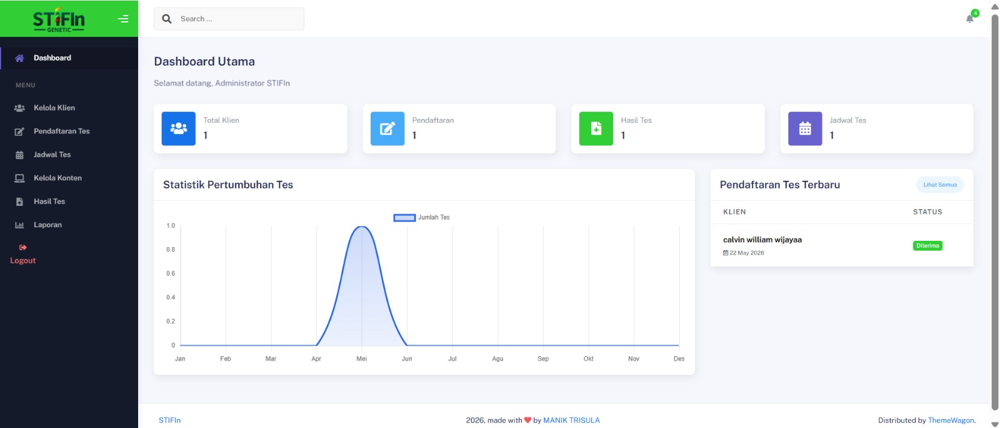 STIFIn
GENETIC
Search ...
4
Dashboard
MENU
Kelola Klien
Pendaftaran Tes
Jadwal Tes
Kelola Konten
Hasil Tes
Laporan
Logout
Dashboard Utama
Selamat datang, Administrator STIFIn
Total Klien
1
Pendaftaran
1
Hasil Tes
1
Jadwal Tes
1
Statistik Pertumbuhan Tes
Jumlah Tes
1.0
0.8
0.6
0.4
0.2
0
Jan Feb Mar Apr Mei Jun Jul Agu Sep Okt Nov Des
Pendaftaran Tes Terbaru
Lihat Semua
KLIEN STATUS
calvin william wijayaa
22 May 2026
Diterima
STIFIn
2026, made with ❤ by MANIK TRISULA
Distributed by ThemeWagon.